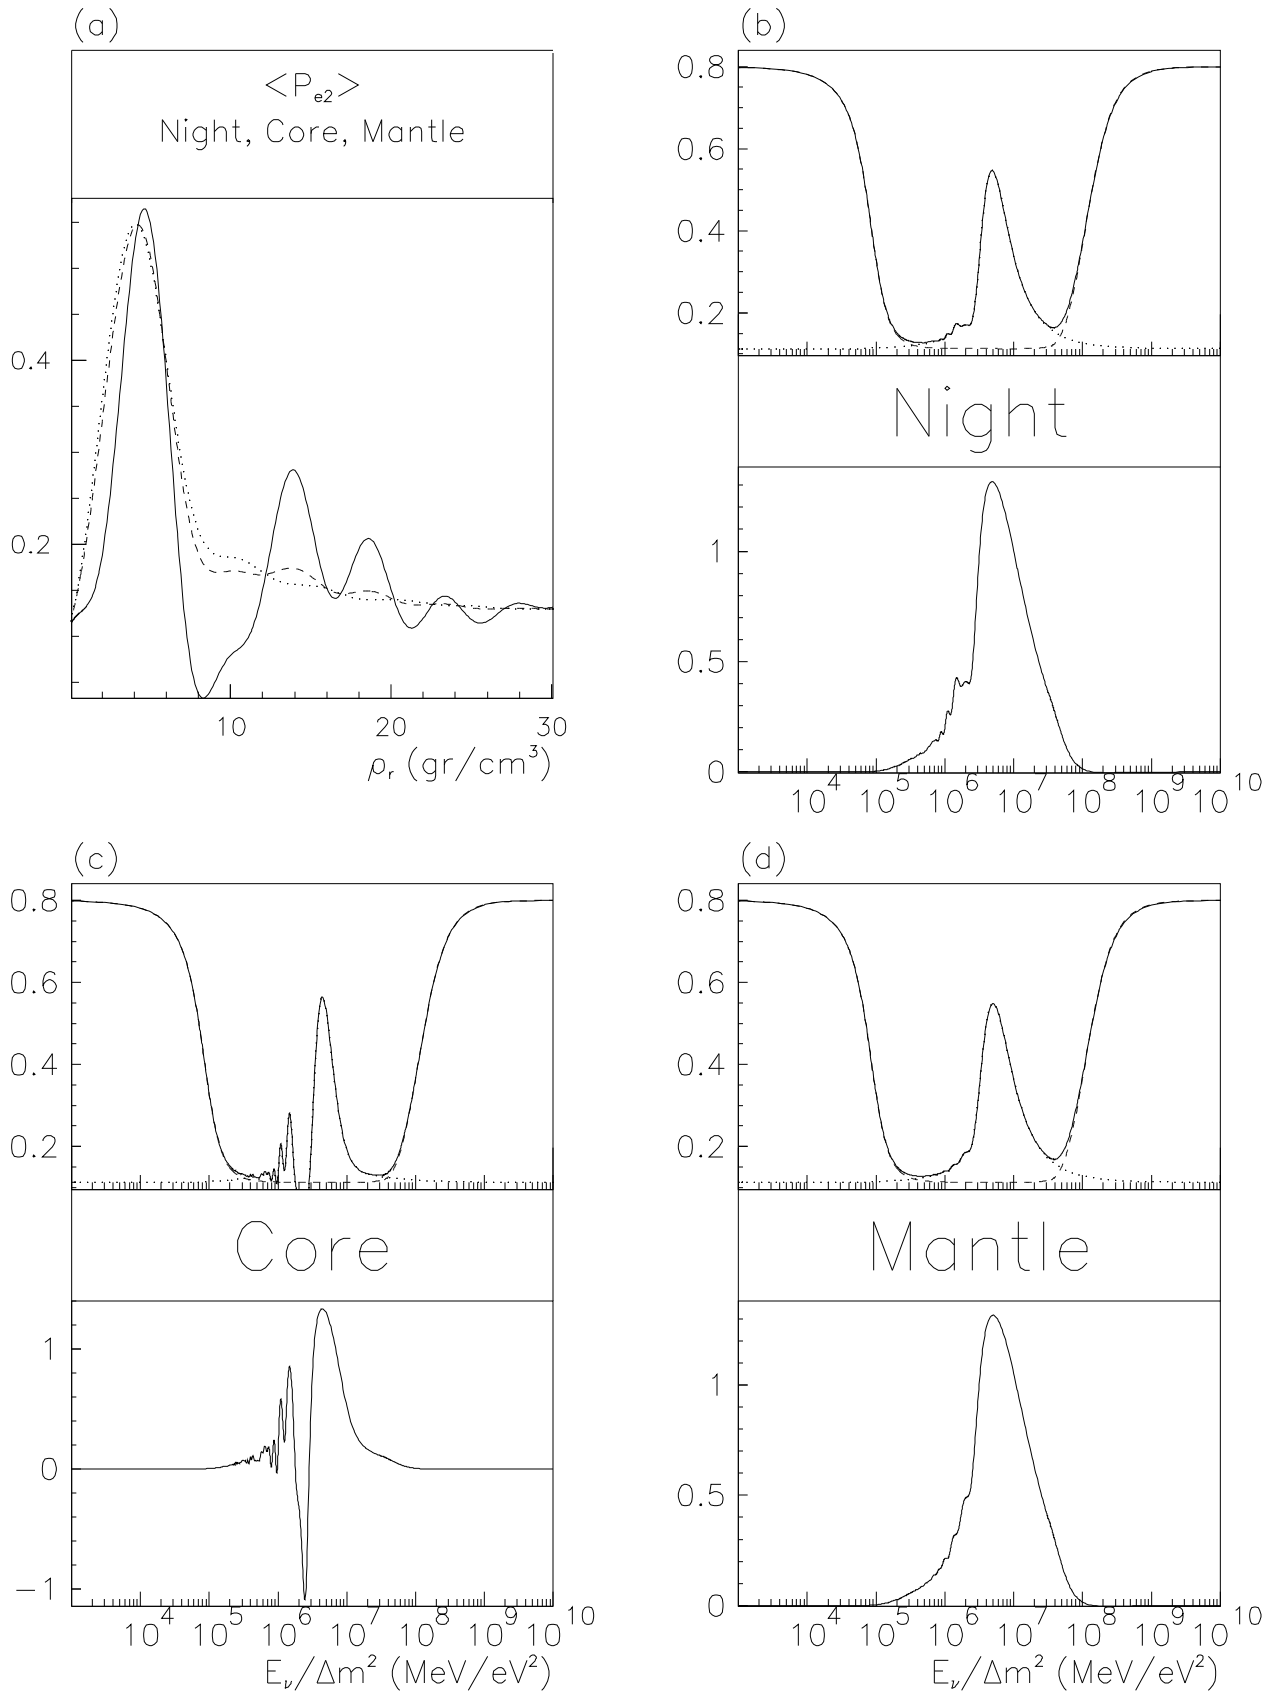 (a)
<P_{e2}>
Night, Core, Mantle
0.4
0.2
10 20 30
ρ_r (gr/cm³)
(b)
0.8
0.6
0.4
0.2
Night
1
0.5
0
10⁴ 10⁵ 10⁶ 10⁷ 10⁸ 10⁹ 10¹⁰
(c)
0.8
0.6
0.4
0.2
Core
1
0
−1
10⁴ 10⁵ 10⁶ 10⁷ 10⁸ 10⁹ 10¹⁰
E_ν/Δm² (MeV/eV²)
(d)
0.8
0.6
0.4
0.2
Mantle
1
0.5
0
10⁴ 10⁵ 10⁶ 10⁷ 10⁸ 10⁹ 10¹⁰
E_ν/Δm² (MeV/eV²)